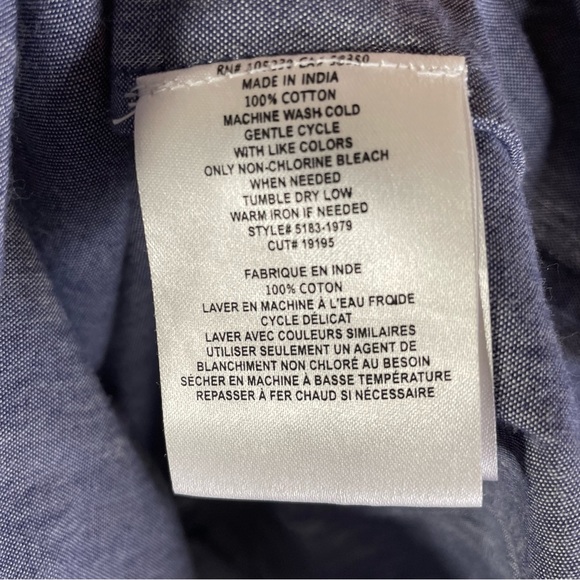 RN#
MADE IN INDIA
100% COTTON
MACHINE WASH COLD
GENTLE CYCLE
WITH LIKE COLORS
ONLY NON-CHLORINE BLEACH
WHEN NEEDED
TUMBLE DRY LOW
WARM IRON IF NEEDED
STYLE# 5183-1979
CUT# 19195
FABRIQUE EN INDE
100% COTON
LAVER EN MACHINE À L'EAU FROIDE
CYCLE DÉLICAT
LAVER AVEC COULEURS SIMILAIRES
UTILISER SEULEMENT UN AGENT DE
BLANCHIMENT NON CHLORÉ AU BESOIN
SÉCHER EN MACHINE À BASSE TEMPÉRATURE
REPASSER À FER CHAUD SI NÉCESSAIRE